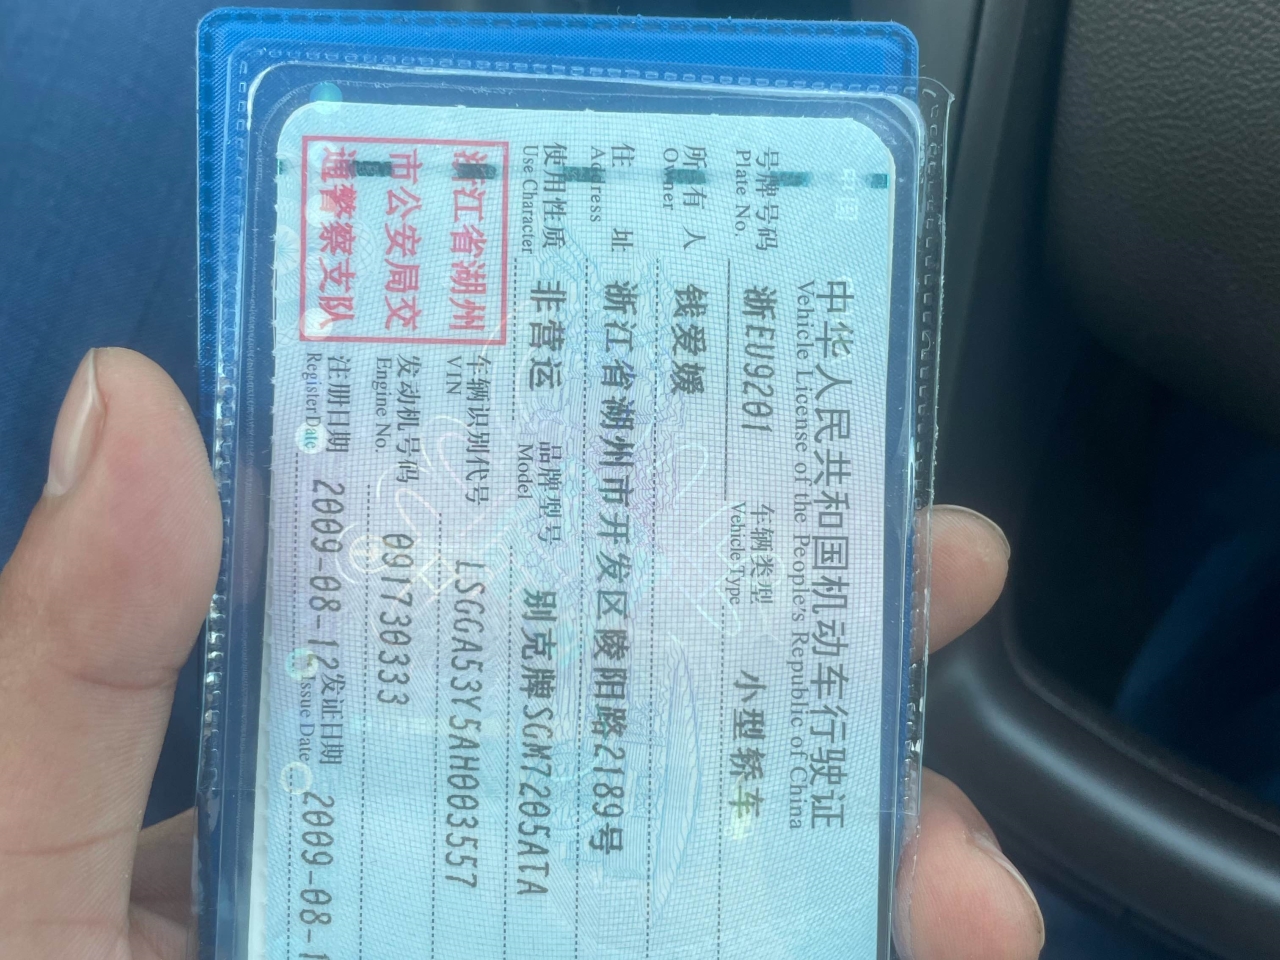 中华人民共和国机动车行驶证
Vehicle License of the People's Republic of China
号牌号码 浙EU9201 车辆类型 小型轿车
Plate No. Vehicle Type
所有人 钱爱媛
Owner
住址 浙江省湖州市开发区陵阳路2189号
Address
使用性质 非营运 品牌型号 别克牌SGM7205ATA
Use Character Model
浙江省湖州
市公安局交
通警察支队
车辆识别代号 LSGGA53Y5AH003557
VIN
发动机号码 091730333
Engine No.
注册日期 2009-08-12 发证日期 2009-08-1
Register Date Issue Date